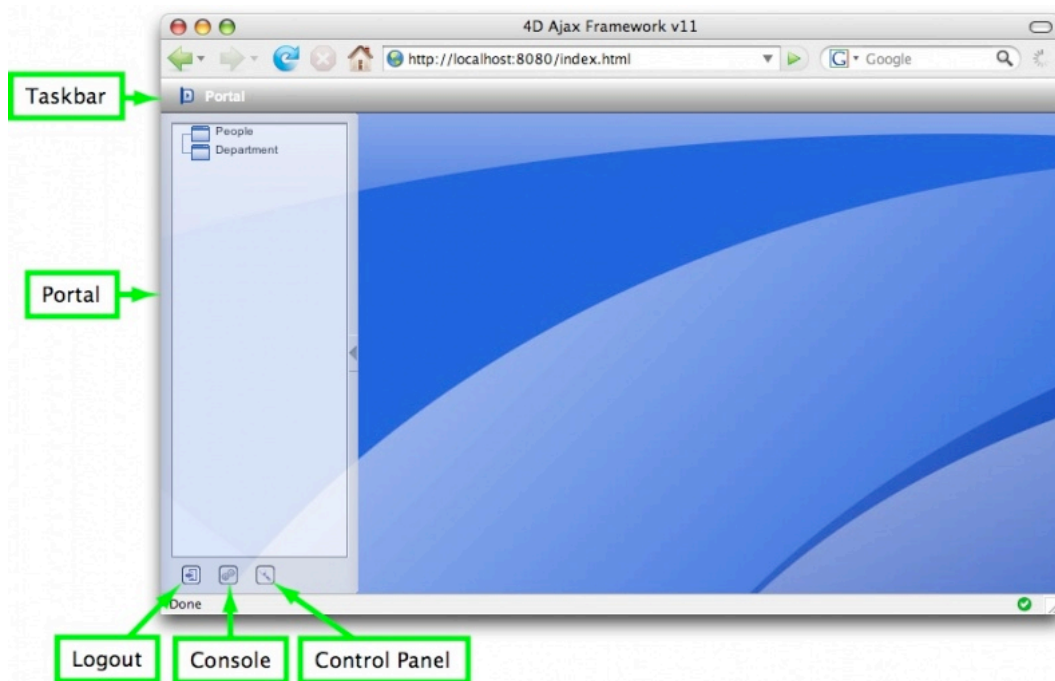 4D Ajax Framework v11
http://localhost:8080/index.html
G Google
Taskbar
Portal
People
Department
Portal
Done
Logout
Console
Control Panel